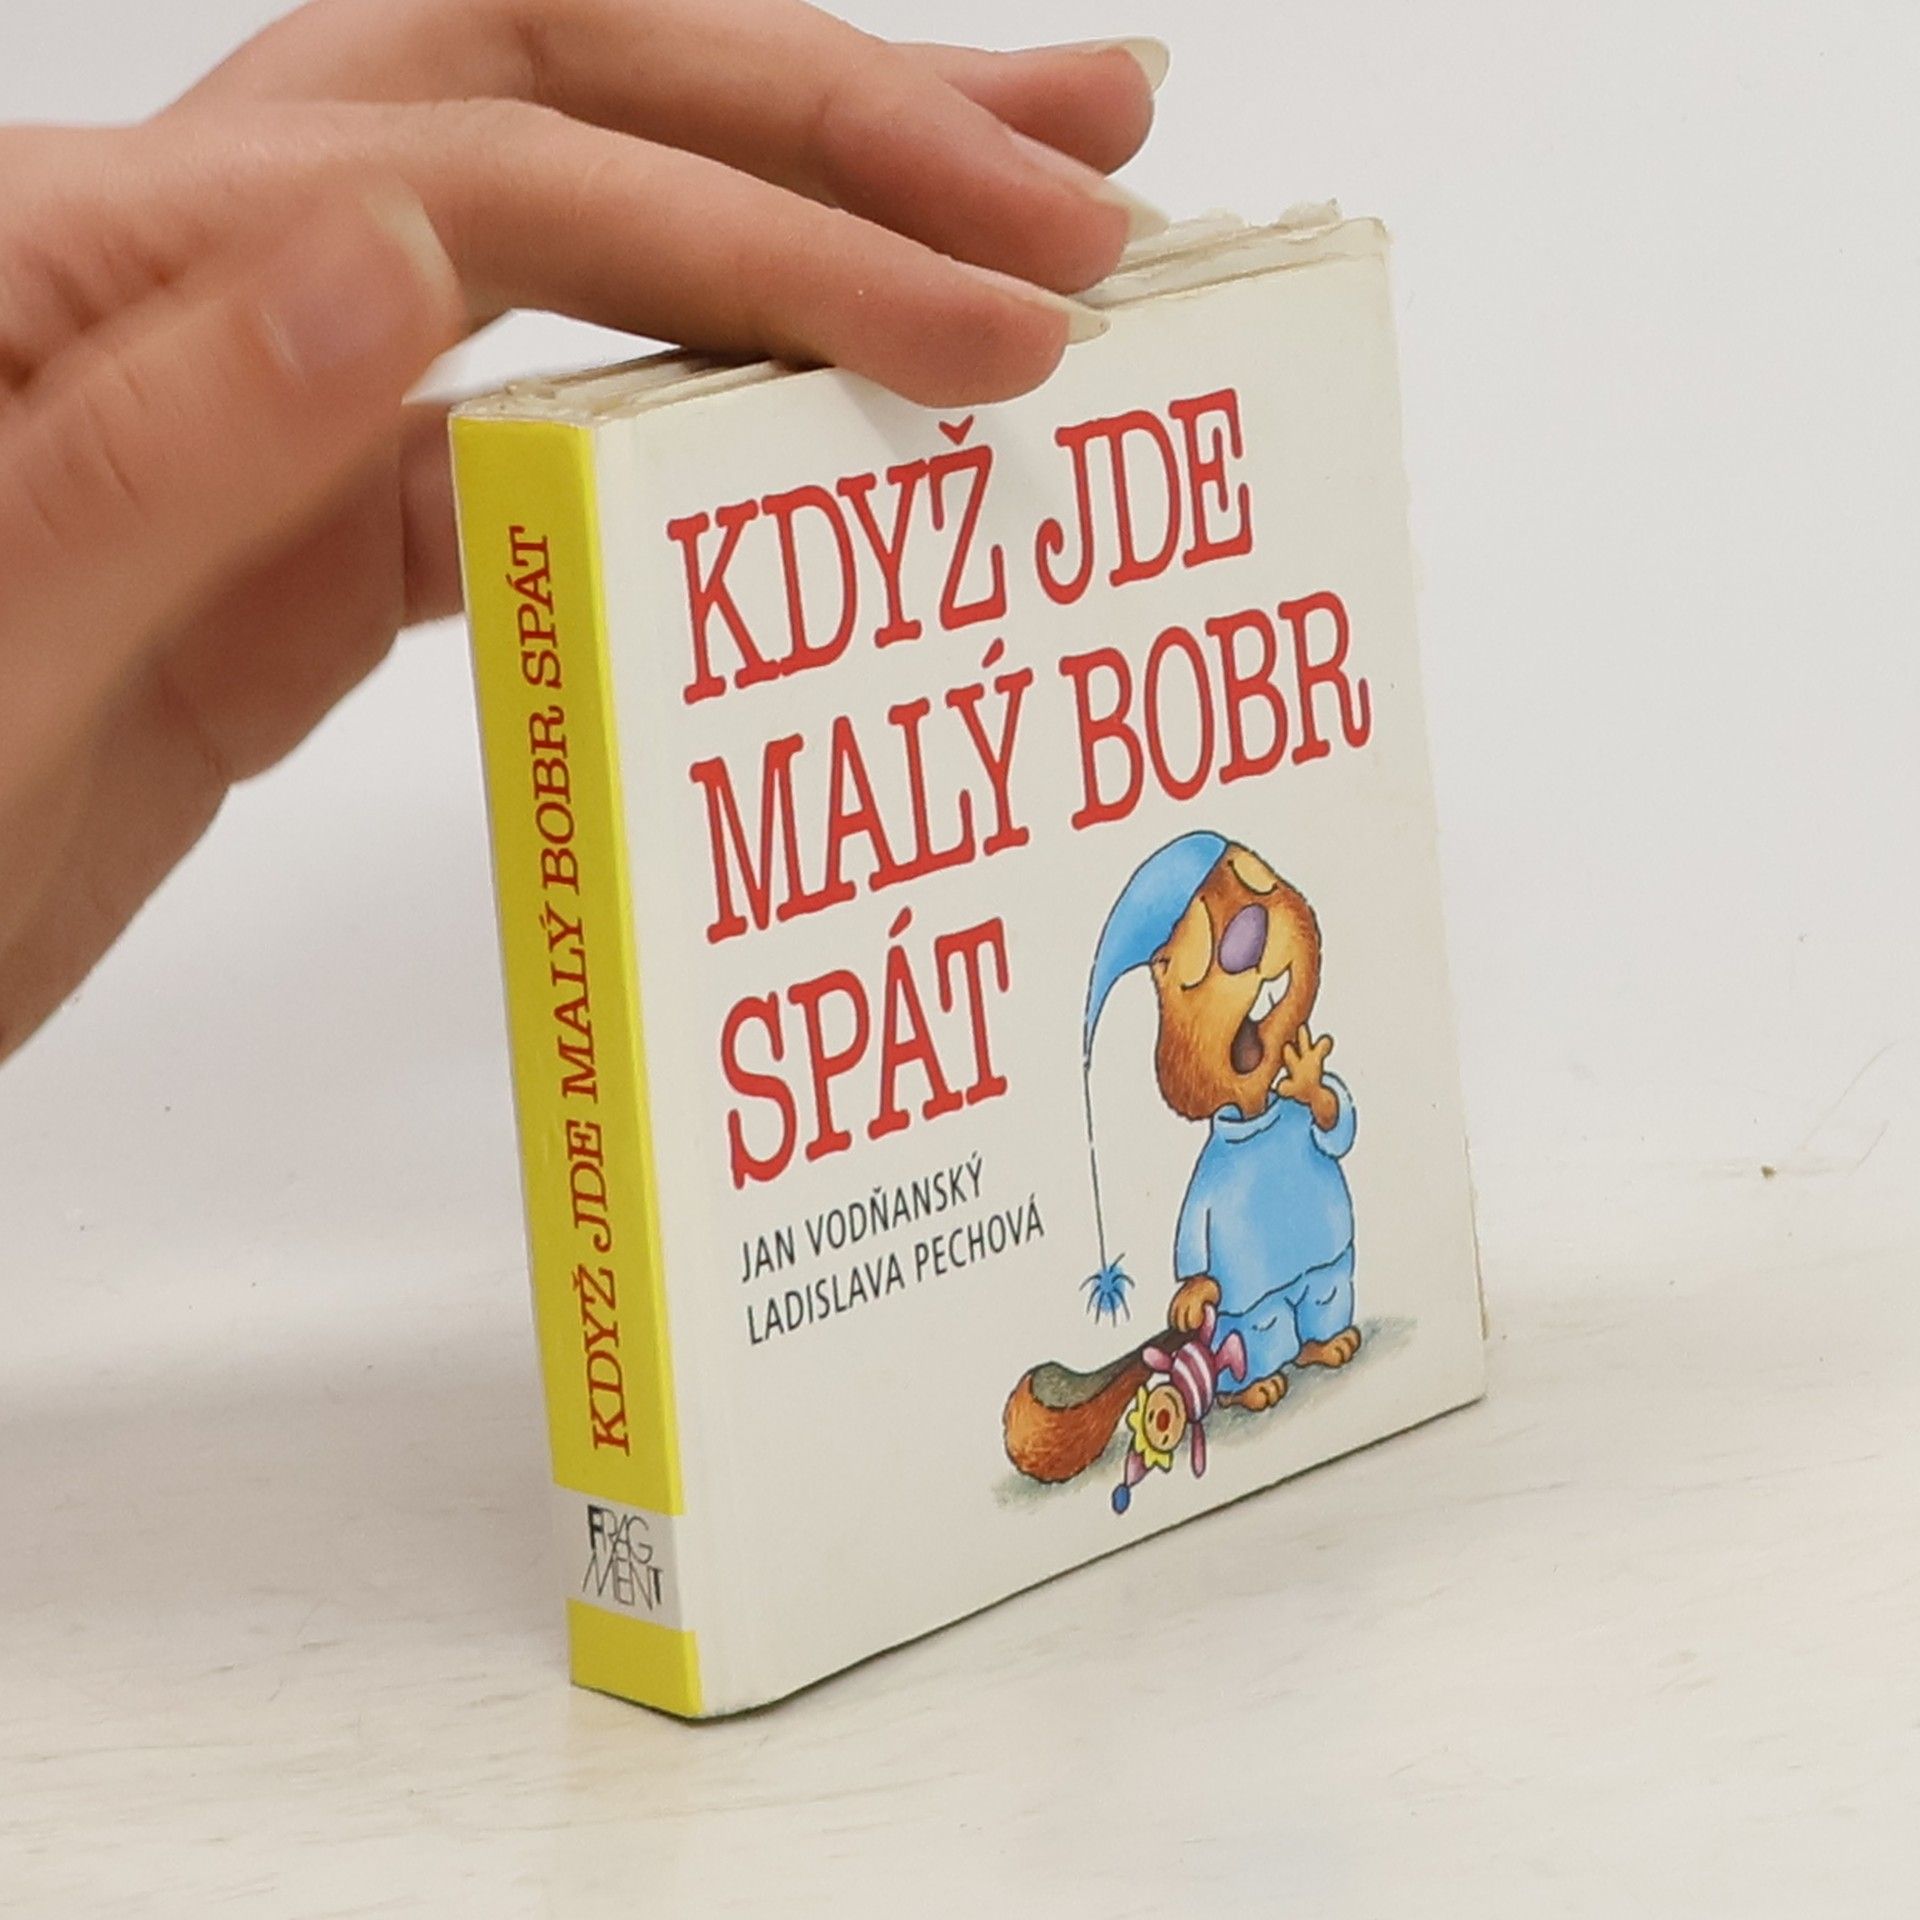 KDYŽ JDE MALÝ BOBR SPÁT
FRAG
MENT
KDYŽ JDE
MALÝ BOBR
SPÁT
JAN VODŇANSKÝ
LADISLAVA PECHOVÁ